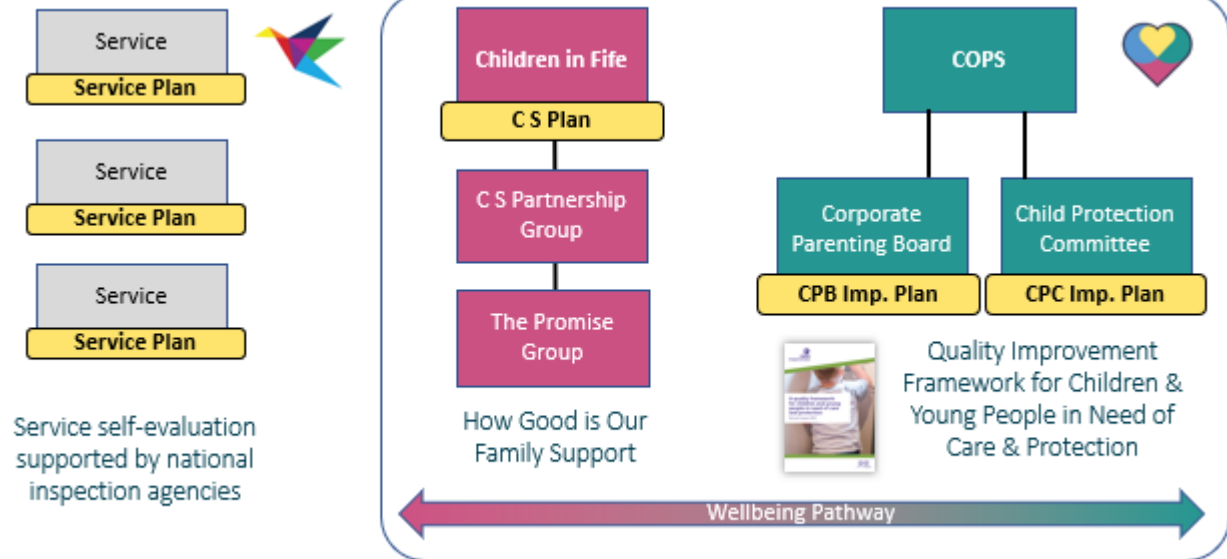 Service
Service Plan
Service
Service Plan
Service
Service Plan
Service self-evaluation
supported by national
inspection agencies
Children in Fife
C S Plan
C S Partnership
Group
The Promise
Group
How Good is Our
Family Support
COPS
Corporate
Parenting Board
CPB Imp. Plan
Child Protection
Committee
CPC Imp. Plan
Quality Improvement
Framework for Children &
Young People in Need of
Care & Protection
Wellbeing Pathway